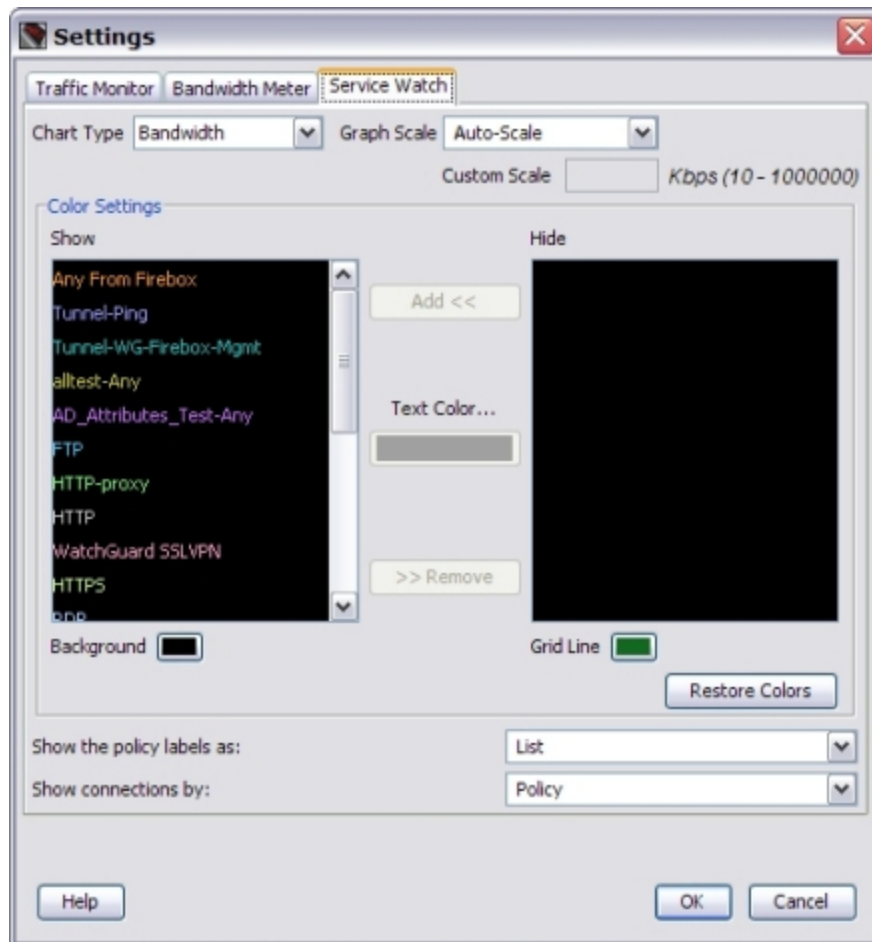 Settings
Traffic Monitor Bandwidth Meter Service Watch
Chart Type Bandwidth Graph Scale Auto-Scale
Custom Scale Kbps (10 - 1000000)
Color Settings
Show Hide
Any From Firebox
Tunnel-Ping
Tunnel-WG-Firebox-Mgmt
alltest-Any
AD_Attributes_Test-Any
FTP
HTTP-proxy
HTTP
WatchGuard SSLVPN
HTTPS
Add <<
Text Color...
>> Remove
Background Grid Line
Restore Colors
Show the policy labels as: List
Show connections by: Policy
Help OK Cancel